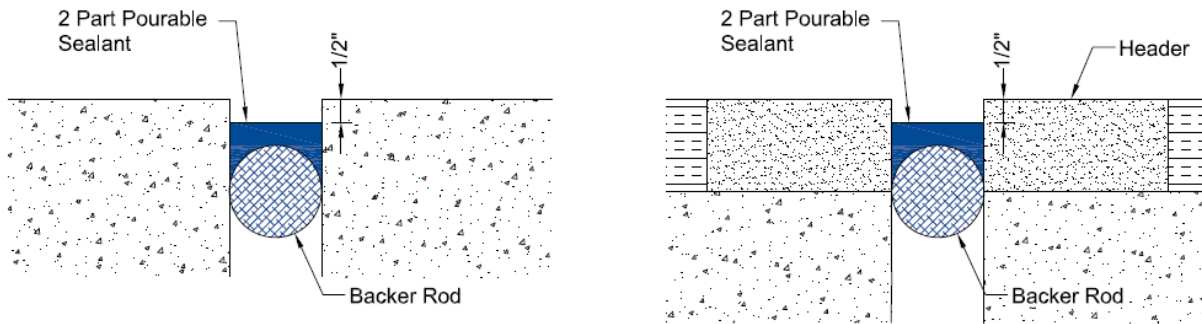 2 Part Pourable
Sealant
1/2"
Backer Rod
2 Part Pourable
Sealant
1/2"
Header
Backer Rod